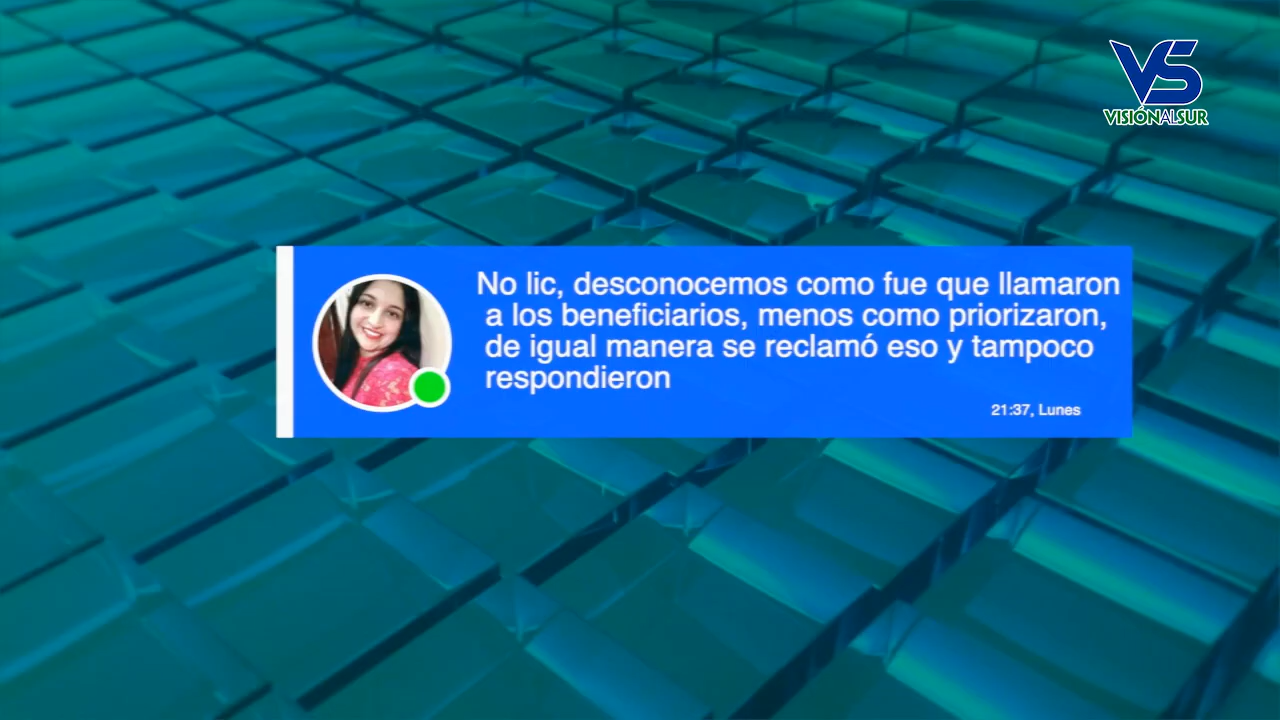 VS
VISIÓNALSUR
No lic, desconocemos como fue que llamaron
a los beneficiarios, menos como priorizaron,
de igual manera se reclamó eso y tampoco
respondieron
21:37, Lunes